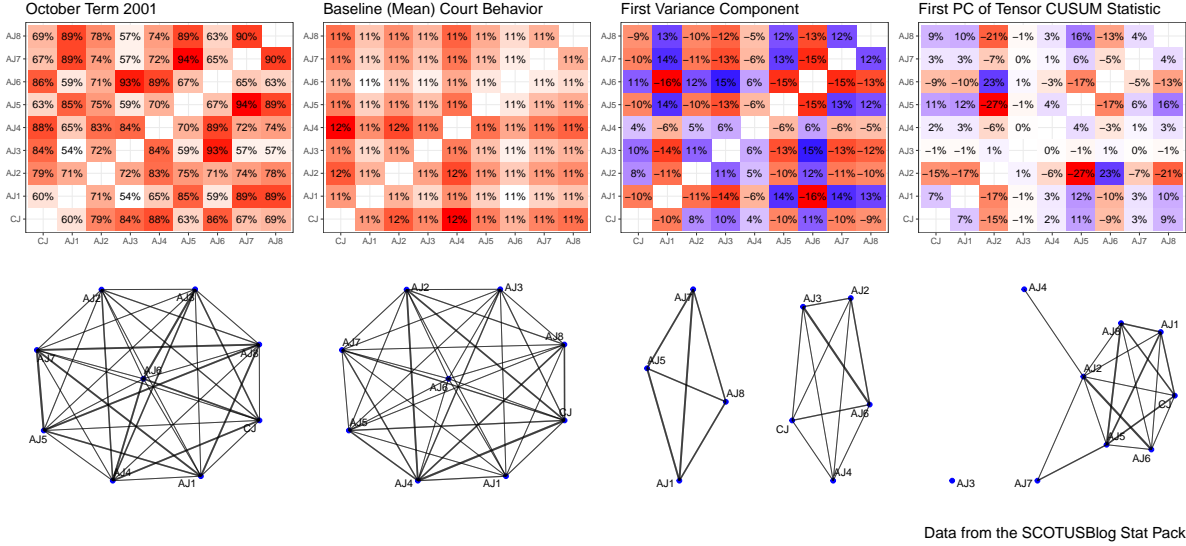 October Term 2001
AJ8 69% 89% 78% 57% 74% 89% 63% 90%
AJ7 67% 89% 74% 57% 72% 94% 65% 90%
AJ6 86% 59% 71% 93% 89% 67% 65% 63%
AJ5 63% 85% 75% 59% 70% 67% 94% 89%
AJ4 88% 65% 83% 84% 70% 89% 72% 74%
AJ3 84% 54% 72% 84% 59% 93% 57% 57%
AJ2 79% 71% 72% 83% 75% 71% 74% 78%
AJ1 60% 71% 54% 65% 85% 59% 89% 89%
CJ 60% 79% 84% 88% 63% 86% 67% 69%
CJ AJ1 AJ2 AJ3 AJ4 AJ5 AJ6 AJ7 AJ8
Baseline (Mean) Court Behavior
AJ8 11% 11% 11% 11% 11% 11% 11% 11%
AJ7 11% 11% 11% 11% 11% 11% 11% 11%
AJ6 11% 11% 11% 11% 11% 11% 11% 11%
AJ5 11% 11% 11% 11% 11% 11% 11% 11%
AJ4 12% 11% 12% 11% 11% 11% 11% 11%
AJ3 11% 11% 11% 11% 11% 11% 11% 11%
AJ2 12% 11% 11% 12% 11% 11% 11% 11%
AJ1 11% 11% 11% 11% 11% 11% 11% 11%
CJ 11% 12% 11% 12% 11% 11% 11% 11%
CJ AJ1 AJ2 AJ3 AJ4 AJ5 AJ6 AJ7 AJ8
First Variance Component
AJ8 −9% 13% −10% −12% −5% 12% −13% 12%
AJ7 −10% 14% −11% −13% −6% 13% −15% 12%
AJ6 11% −16% 12% 15% 6% −15% −15% −13%
AJ5 −10% 14% −10% −13% −6% −15% 13% 12%
AJ4 4% −6% 5% 6% −6% 6% −6% −5%
AJ3 10% −14% 11% 6% −13% 15% −13% −12%
AJ2 8% −11% 11% 5% −10% 12% −11% −10%
AJ1 −10% −11% −14% −6% 14% −16% 14% 13%
CJ −10% 8% 10% 4% −10% 11% −10% −9%
CJ AJ1 AJ2 AJ3 AJ4 AJ5 AJ6 AJ7 AJ8
First PC of Tensor CUSUM Statistic
AJ8 9% 10% −21% −1% 3% 16% −13% 4%
AJ7 3% 3% −7% 0% 1% 6% −5% 4%
AJ6 −9% −10% 23% 1% −3% −17% −5% −13%
AJ5 11% 12% −27% −1% 4% −17% 6% 16%
AJ4 2% 3% −6% 0% 4% −3% 1% 3%
AJ3 −1% −1% 1% 0% −1% 1% 0% −1%
AJ2 −15% −17% 1% −6% −27% 23% −7% −21%
AJ1 7% −17% −1% 3% 12% −10% 3% 10%
CJ 7% −15% −1% 2% 11% −9% 3% 9%
CJ AJ1 AJ2 AJ3 AJ4 AJ5 AJ6 AJ7 AJ8
AJ2 AJ3
AJ7 AJ8
AJ6
AJ5 CJ
AJ4 AJ1
AJ2 AJ3
AJ7 AJ8
AJ6
AJ5 CJ
AJ4 AJ1
AJ7
AJ5
AJ8
AJ1
AJ3 AJ2
CJ AJ6
AJ4
AJ4
AJ8 AJ1
AJ2
CJ
AJ5 AJ6
AJ3 AJ7
Data from the SCOTUSBlog Stat Pack